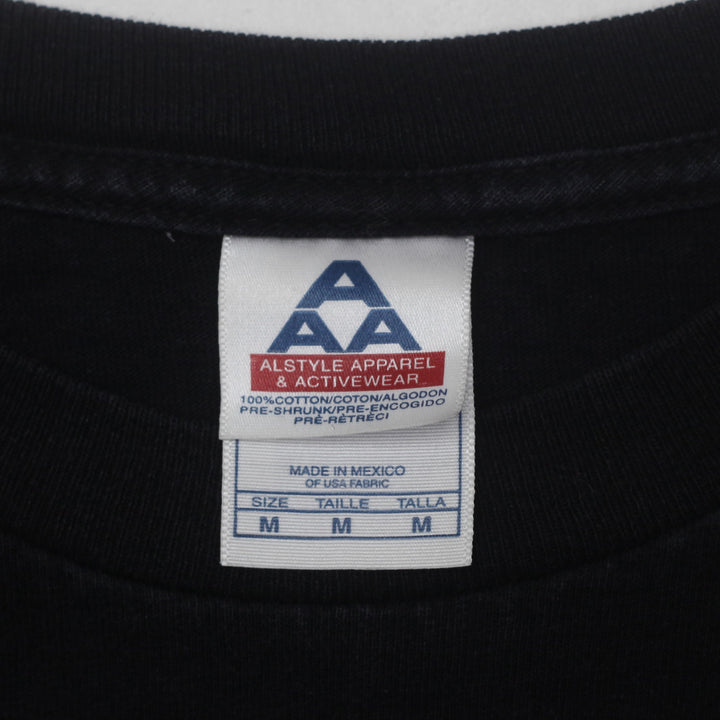 A
A A
ALSTYLE APPAREL
& ACTIVEWEAR
100%COTTON/COTON/ALGODON
PRE-SHRUNK/PRE-ENCOGIDO
PRÉ-RÉTRÉCI
MADE IN MEXICO
OF USA FABRIC
SIZE TAILLE TALLA
M M M